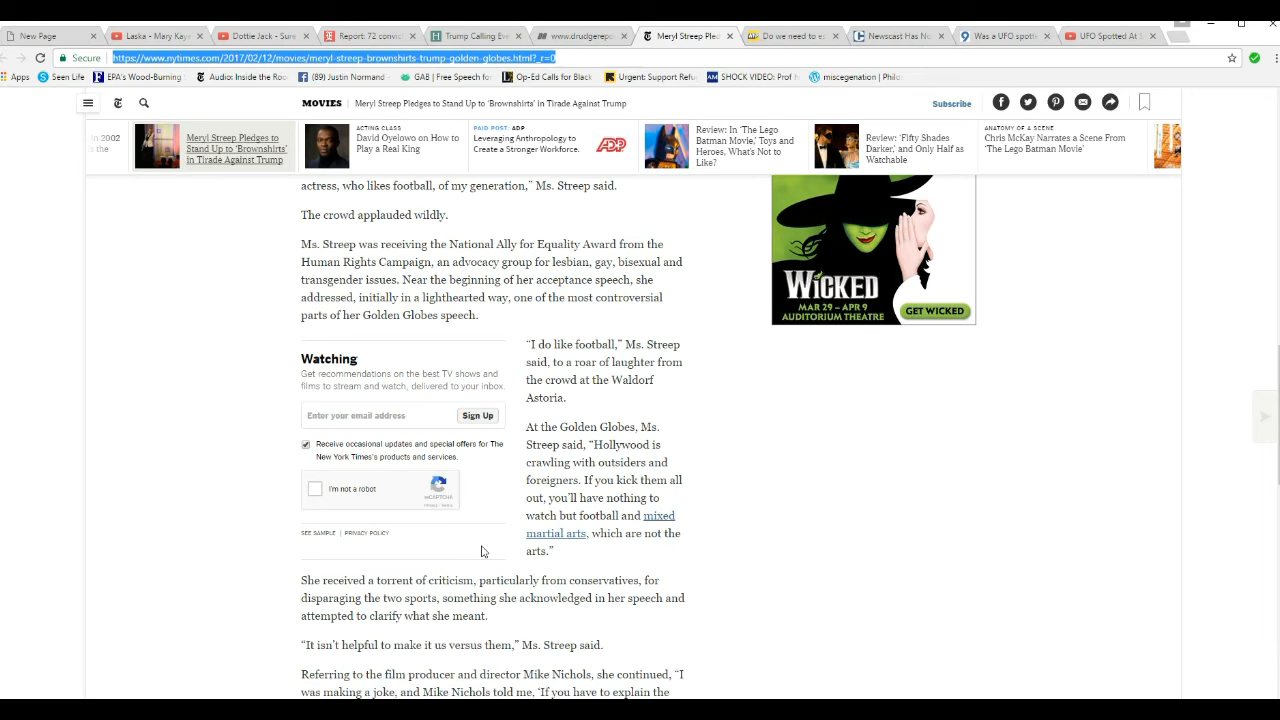 New Page
Laska - Mary Kay
Dottie Jack - Sure
Report: 72 convic
Trump Calling Eve
www.drudgerepo
Meryl Streep Pled
Do we need to e
Newscast Has No
Was a UFO spotte
UFO Spotted At S
Secure
https://www.nytimes.com/2017/02/12/movies/meryl-streep-brownshirts-trump-golden-globes.html?_r=0
Apps
Seen Life
EPA's Wood-Burning
Audio: Inside the Roo
(89) Justin Normand
GAB | Free Speech for
Op-Ed Calls for Black
Urgent: Support Refu
SHOCK VIDEO: Prof h
miscegenation | Philo
MOVIES | Meryl Streep Pledges to Stand Up to ‘Brownshirts’ in Tirade Against Trump
Subscribe
in 2002
s the
Meryl Streep Pledges to
Stand Up to ‘Brownshirts’
in Tirade Against Trump
ACTING CLASS
David Oyelowo on How to
Play a Real King
PAID POST: ADP
Leveraging Anthropology to
Create a Stronger Workforce.
ADP
Review: In ‘The Lego
Batman Movie,’ Toys and
Heroes, What’s Not to
Like?
Review: ‘Fifty Shades
Darker,’ and Only Half as
Watchable
ANATOMY OF A SCENE
Chris McKay Narrates a Scene From
‘The Lego Batman Movie’
actress, who likes football, of my generation,” Ms. Streep said.
The crowd applauded wildly.
Ms. Streep was receiving the National Ally for Equality Award from the
Human Rights Campaign, an advocacy group for lesbian, gay, bisexual and
transgender issues. Near the beginning of her acceptance speech, she
addressed, initially in a lighthearted way, one of the most controversial
parts of her Golden Globes speech.
WICKED
MAR 29 – APR 9
AUDITORIUM THEATRE
GET WICKED
Watching
Get recommendations on the best TV shows and
films to stream and watch, delivered to your inbox.
Enter your email address
Sign Up
Receive occasional updates and special offers for The
New York Times's products and services.
I'm not a robot
reCAPTCHA
Privacy - Terms
SEE SAMPLE | PRIVACY POLICY
“I do like football,” Ms. Streep
said, to a roar of laughter from
the crowd at the Waldorf
Astoria.
At the Golden Globes, Ms.
Streep said, “Hollywood is
crawling with outsiders and
foreigners. If you kick them all
out, you’ll have nothing to
watch but football and mixed
martial arts, which are not the
arts.”
She received a torrent of criticism, particularly from conservatives, for
disparaging the two sports, something she acknowledged in her speech and
attempted to clarify what she meant.
“It isn’t helpful to make it us versus them,” Ms. Streep said.
Referring to the film producer and director Mike Nichols, she continued, “I
was making a joke, and Mike Nichols told me, ‘If you have to explain the